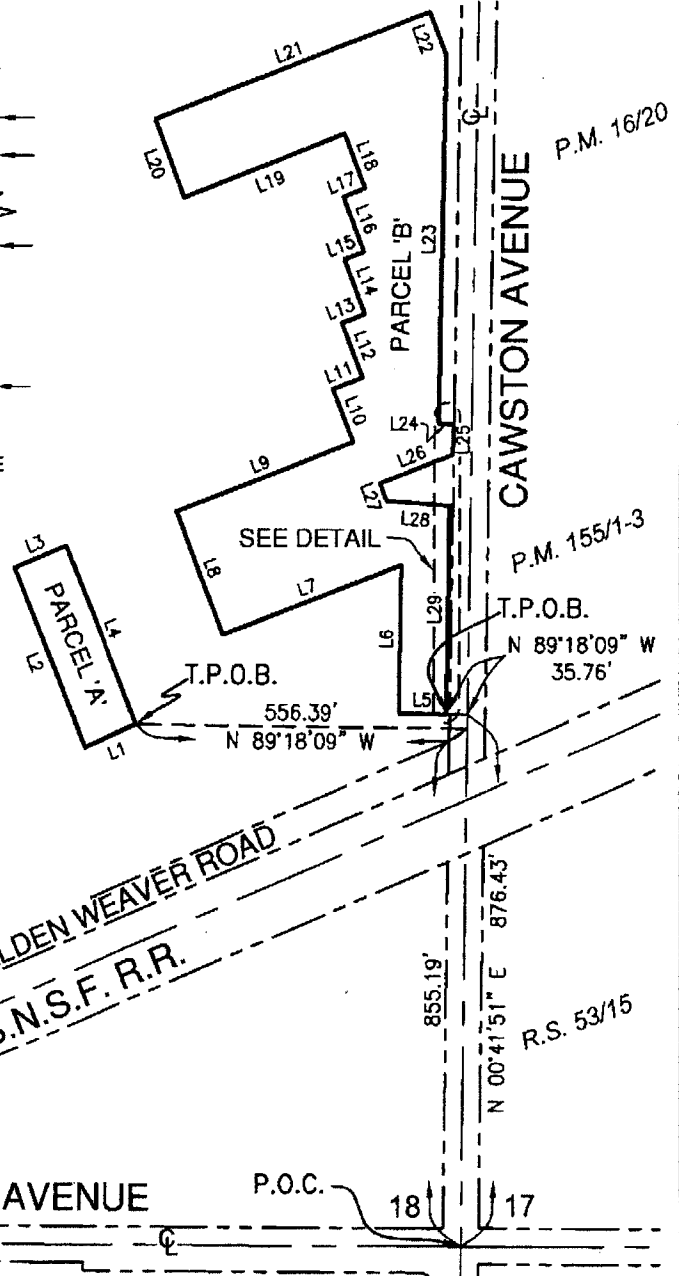 L21
L22
CL
P.M. 16/20
L20
L18
L19
L17
L16
L15
L23
PARCEL 'B'
CAWSTON AVENUE
L14
L13
L12
L11
L10
L24
L25
L26
L9
L27
L28
SEE DETAIL
P.M. 155/1-3
L3
L8
L7
PARCEL 'A'
L4
L2
L6
L29
T.P.O.B.
N 89°18'09" W
35.76'
T.P.O.B.
L5
556.39'
N 89°18'09" W
L1
LDEN WEAVER ROAD
.N.S.F. R.R.
855.19'
N 00°41'51" E 876.43'
R.S. 53/15
AVENUE
P.O.C.
18
17
CL